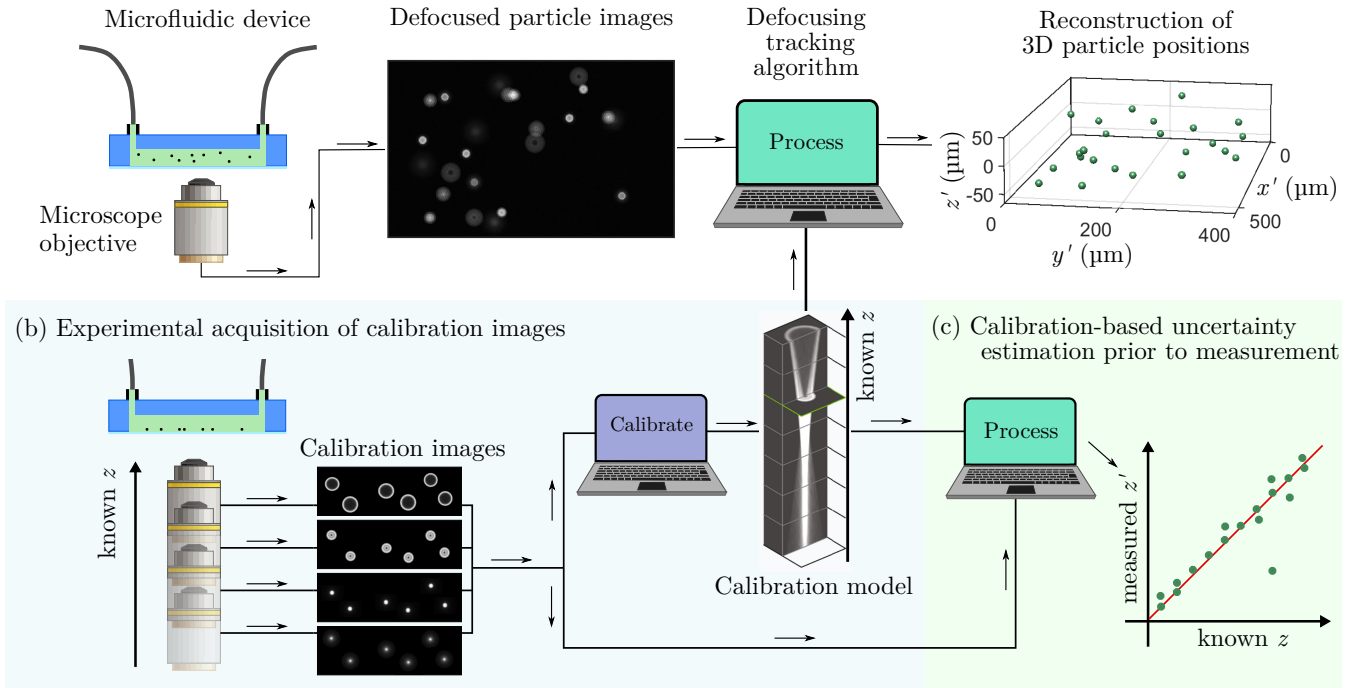 Microfluidic device
Defocused particle images
Defocusing
tracking
algorithm
Reconstruction of
3D particle positions
Microscope
objective
Process
50
0
-50
z' (µm)
0
200
400
y' (µm)
0
500
x' (µm)
(b) Experimental acquisition of calibration images
known z
Calibration images
Calibrate
known z
Calibration model
(c) Calibration-based uncertainty
estimation prior to measurement
Process
measured z'
known z